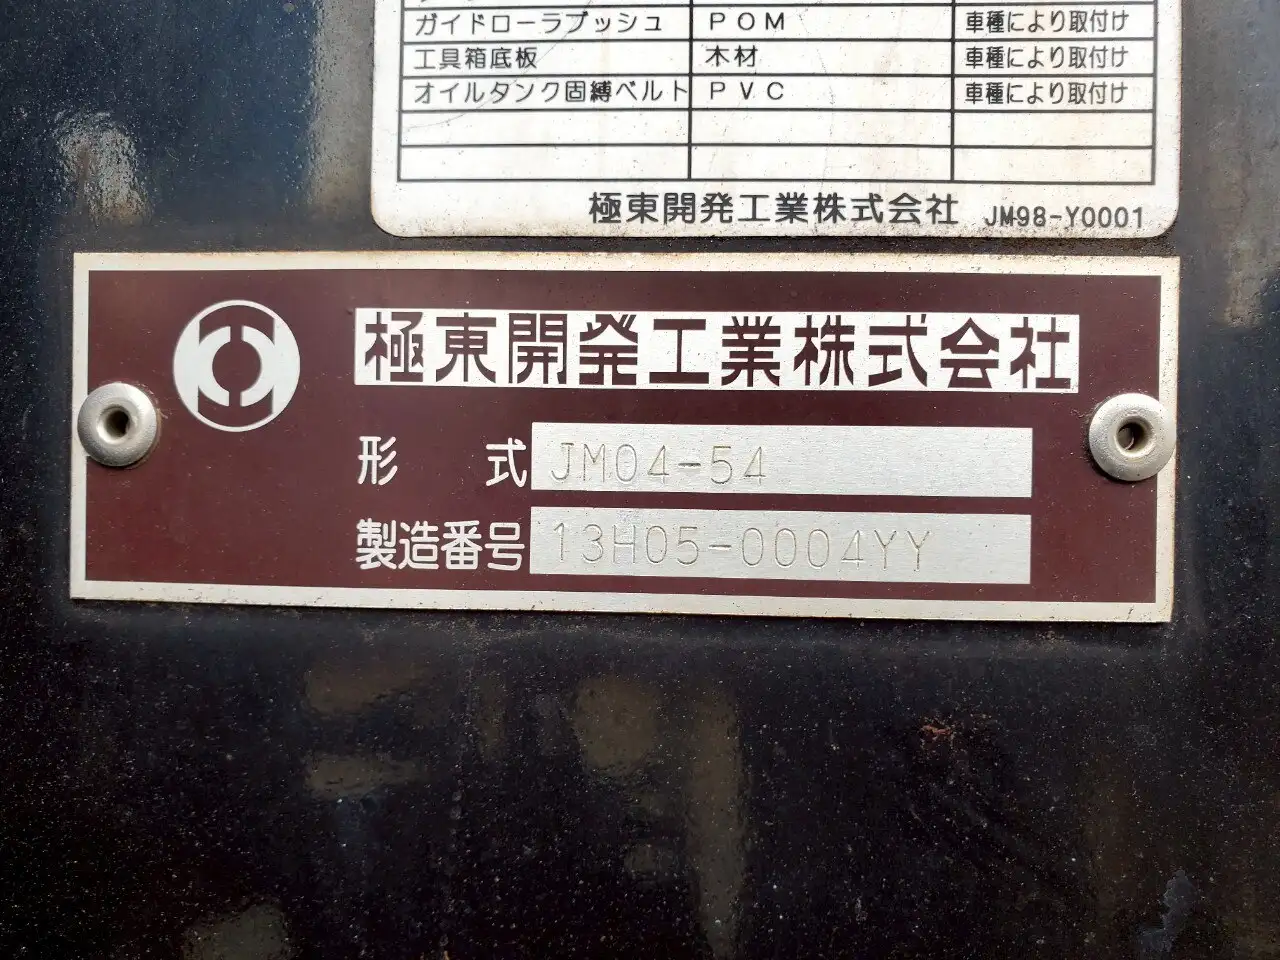 ガイドローラブッシュ POM 車種により取付け
工具箱底板 木材 車種により取付け
オイルタンク固縛ベルト PVC 車種により取付け
極東開発工業株式会社 JM98-Y0001
極東開発工業株式会社
形 式 JM04-54
製造番号 13H05-0004YY